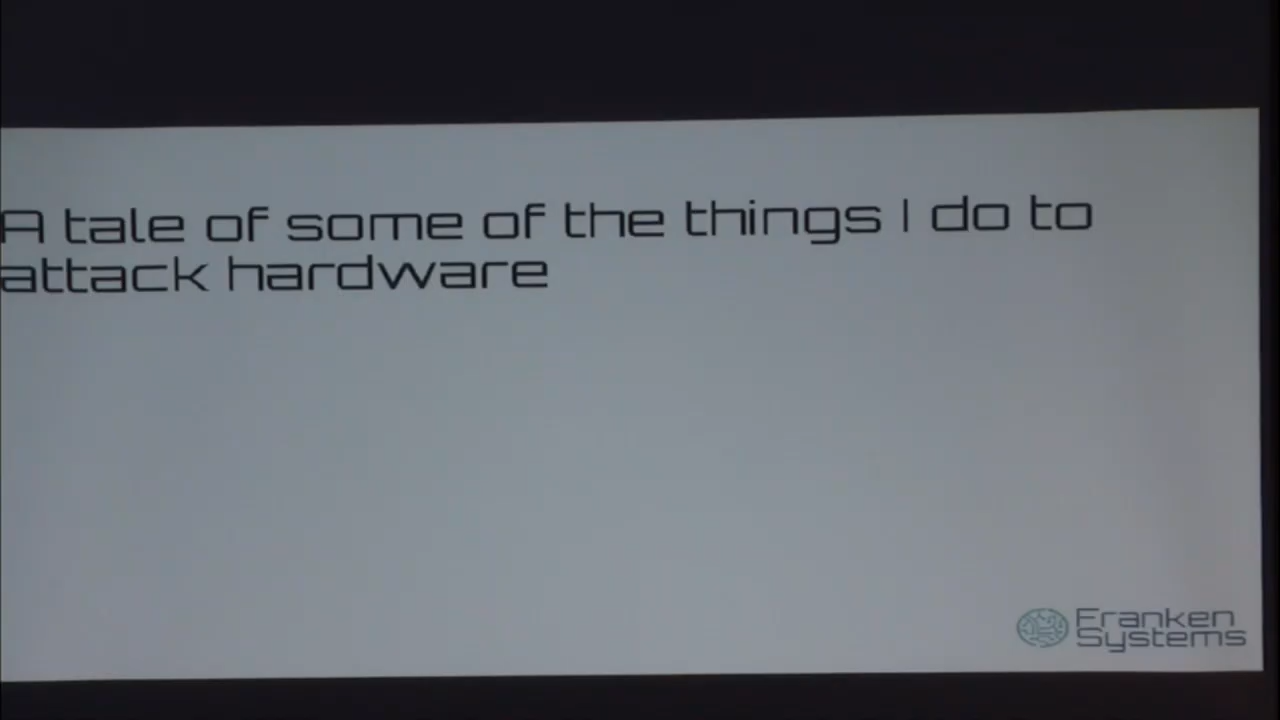 A tale of some of the things I do to
attack hardware
Franken
Systems